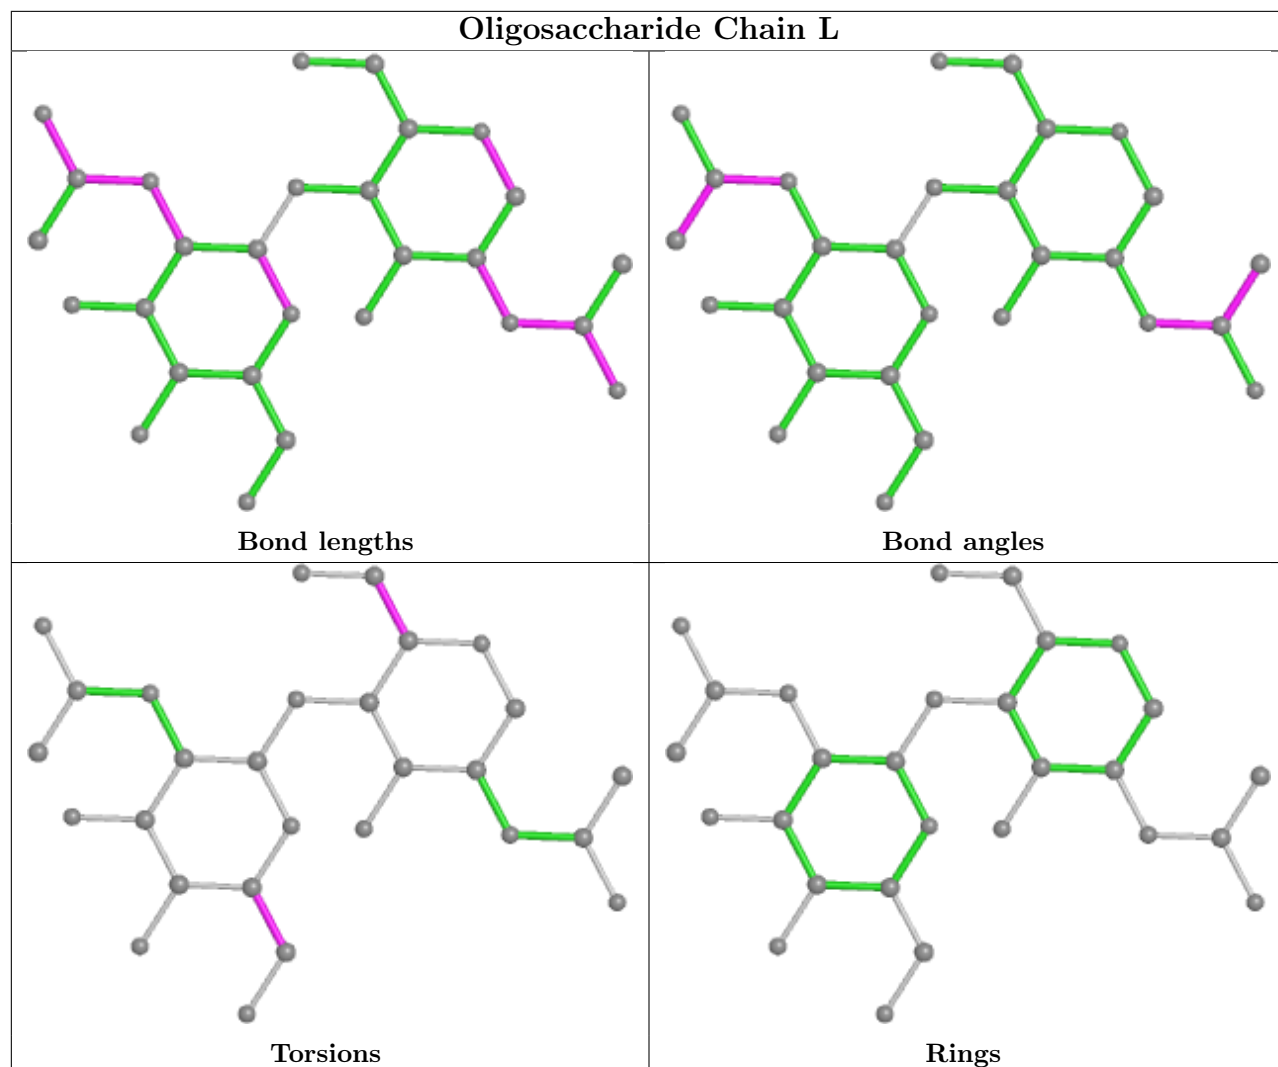 Oligosaccharide Chain L
Bond lengths
Bond angles
Torsions
Rings